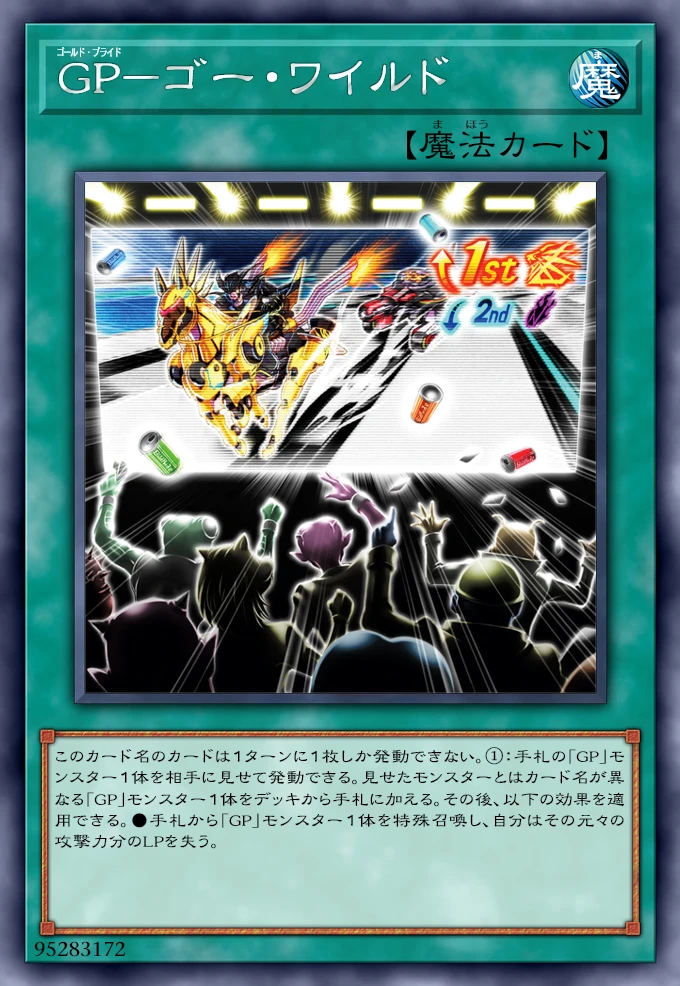 ゴールド・プライド
GP－ゴー・ワイルド
ま
魔
ま ほう
【魔法カード】
1st
2nd
このカード名のカードは１ターンに１枚しか発動できない。①：手札の「GP」モ
ンスター１体を相手に見せて発動できる。見せたモンスターとはカード名が異
なる「GP」モンスター１体をデッキから手札に加える。その後、以下の効果を適
用できる。●手札から「GP」モンスター１体を特殊召喚し、自分はその元々の
攻撃力分のLPを失う。
95283172